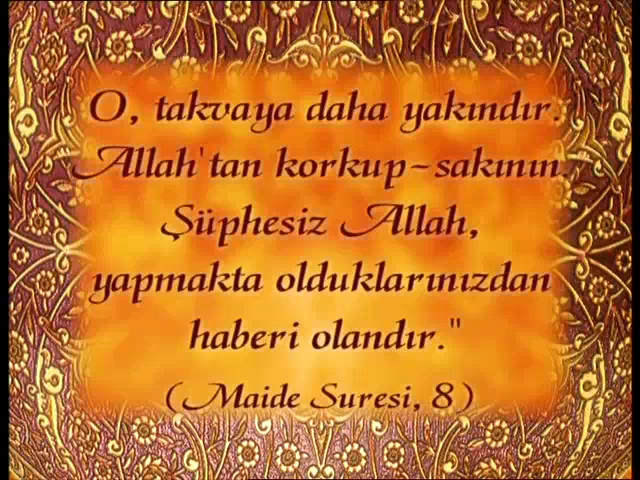 O, takvaya daha yakındır.
Allah'tan korkup-sakının.
Şüphesiz Allah,
yapmakta olduklarınızdan
haberi olandır."
(Maide Suresi, 8)